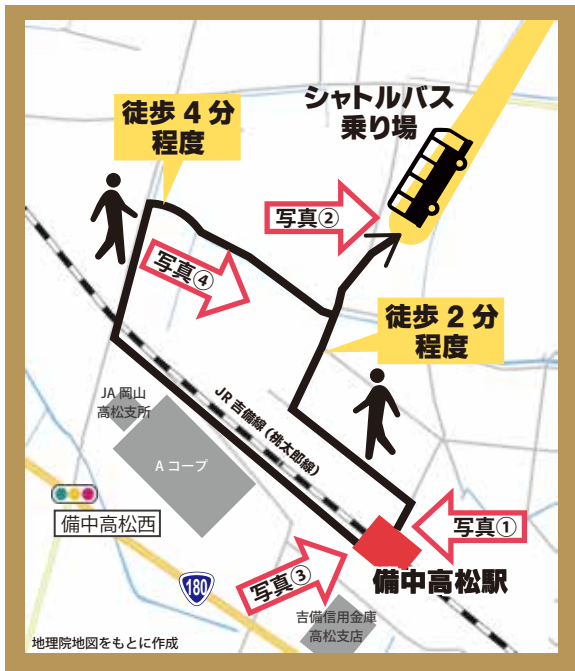 徒歩 4 分
程度
シャトルバス
乗り場
写真②
写真④
徒歩 2 分
程度
JA 岡山
高松支所
JR 吉備線（桃太郎線）
A コープ
備中高松西
写真①
180
写真③
備中高松駅
吉備信用金庫
高松支店
地理院地図をもとに作成